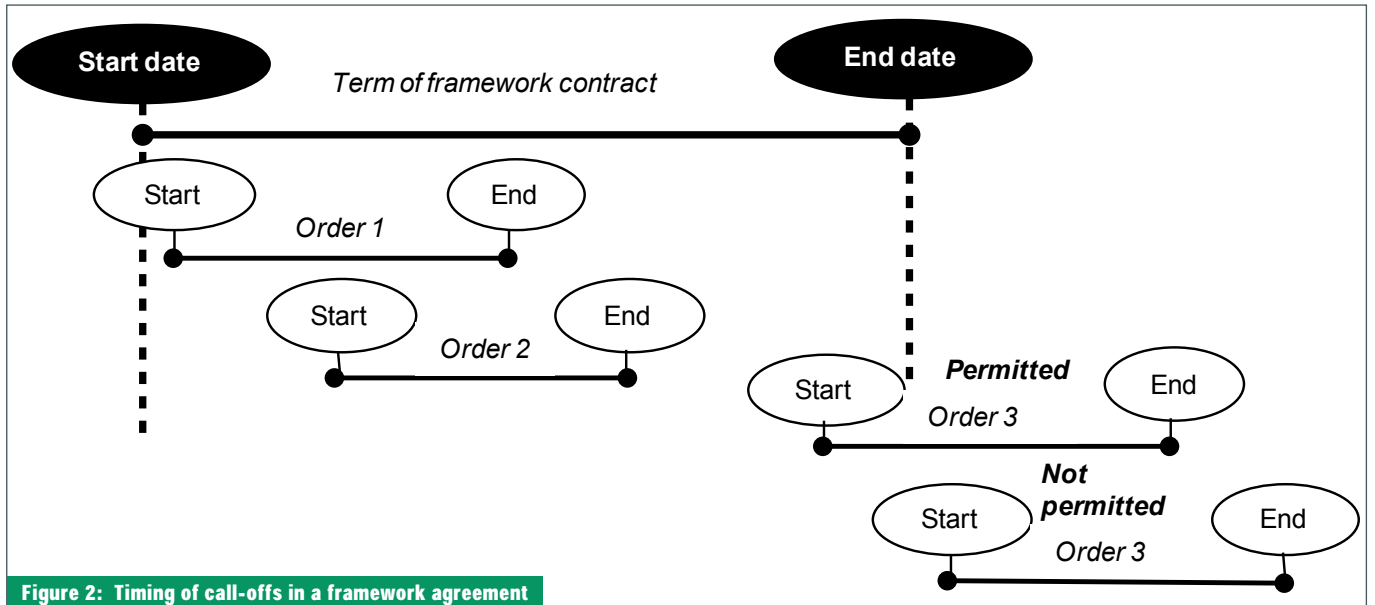 Start date
End date
Term of framework contract
Start
End
Order 1
Start
End
Order 2
Start
Permitted
End
Order 3
Start
Not
permitted
End
Order 3
Figure 2: Timing of call-offs in a framework agreement